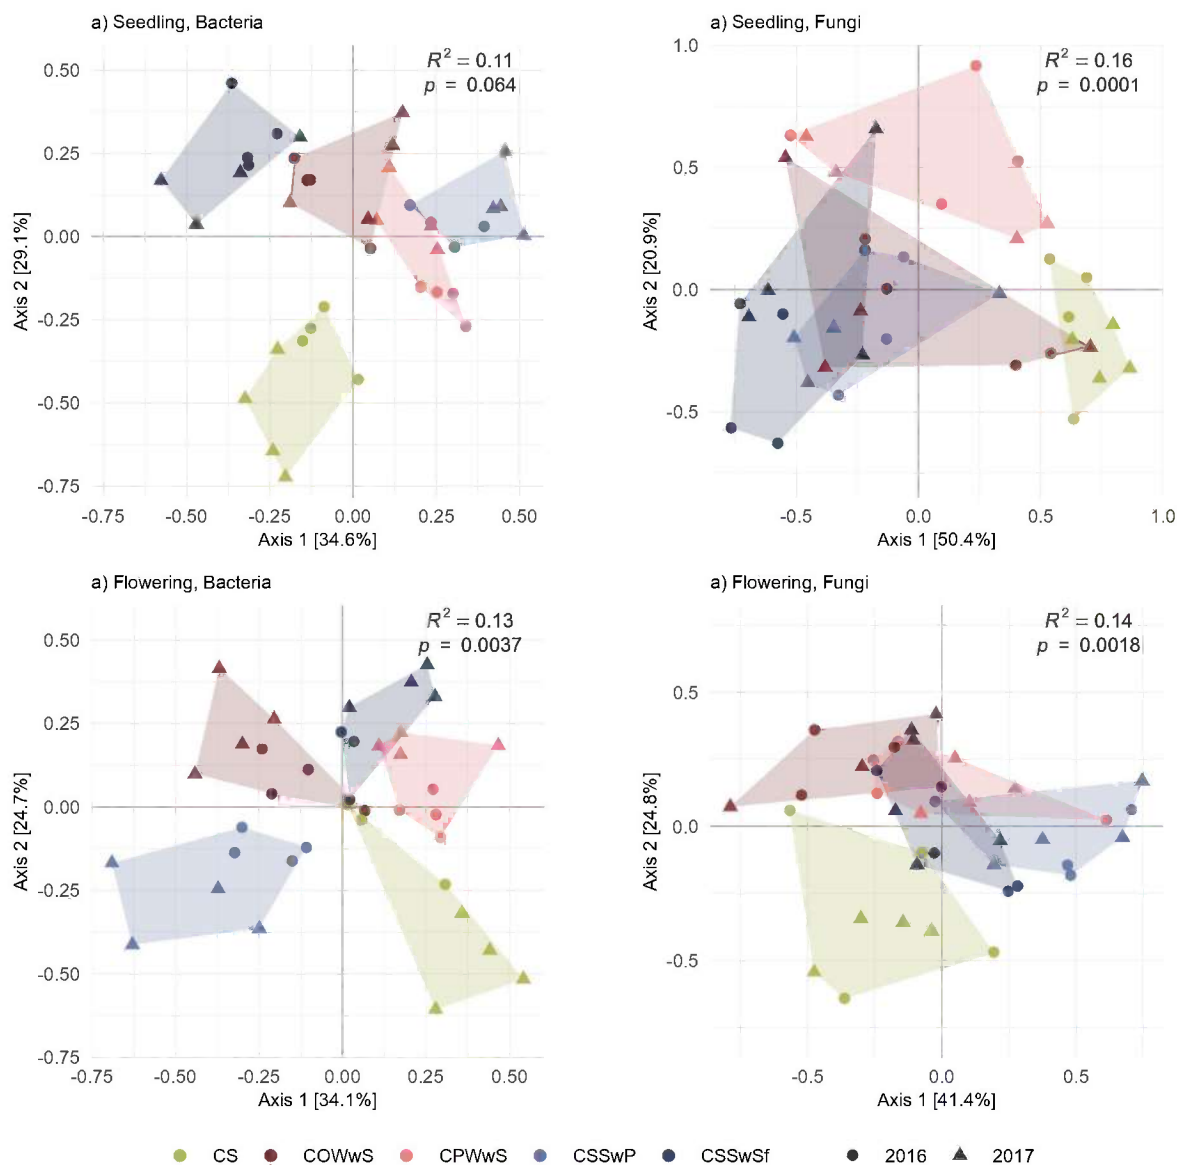 a) Seedling, Bacteria
R² = 0.11
p = 0.064
0.50
0.25
0.00
-0.25
-0.50
-0.75
Axis 2 [29.1%]
-0.75 -0.50 -0.25 0.00 0.25 0.50
Axis 1 [34.6%]
a) Seedling, Fungi
R² = 0.16
p = 0.0001
1.0
0.5
0.0
-0.5
Axis 2 [20.9%]
-0.5 0.0 0.5 1.0
Axis 1 [50.4%]
a) Flowering, Bacteria
R² = 0.13
p = 0.0037
0.50
0.25
0.00
-0.25
-0.50
-0.75
Axis 2 [24.7%]
-0.75 -0.50 -0.25 0.00 0.25 0.50
Axis 1 [34.1%]
a) Flowering, Fungi
R² = 0.14
p = 0.0018
0.5
0.0
-0.5
Axis 2 [24.8%]
-0.5 0.0 0.5
Axis 1 [41.4%]
CS COWwS CPWwS CSSwP CSSwSf 2016 2017